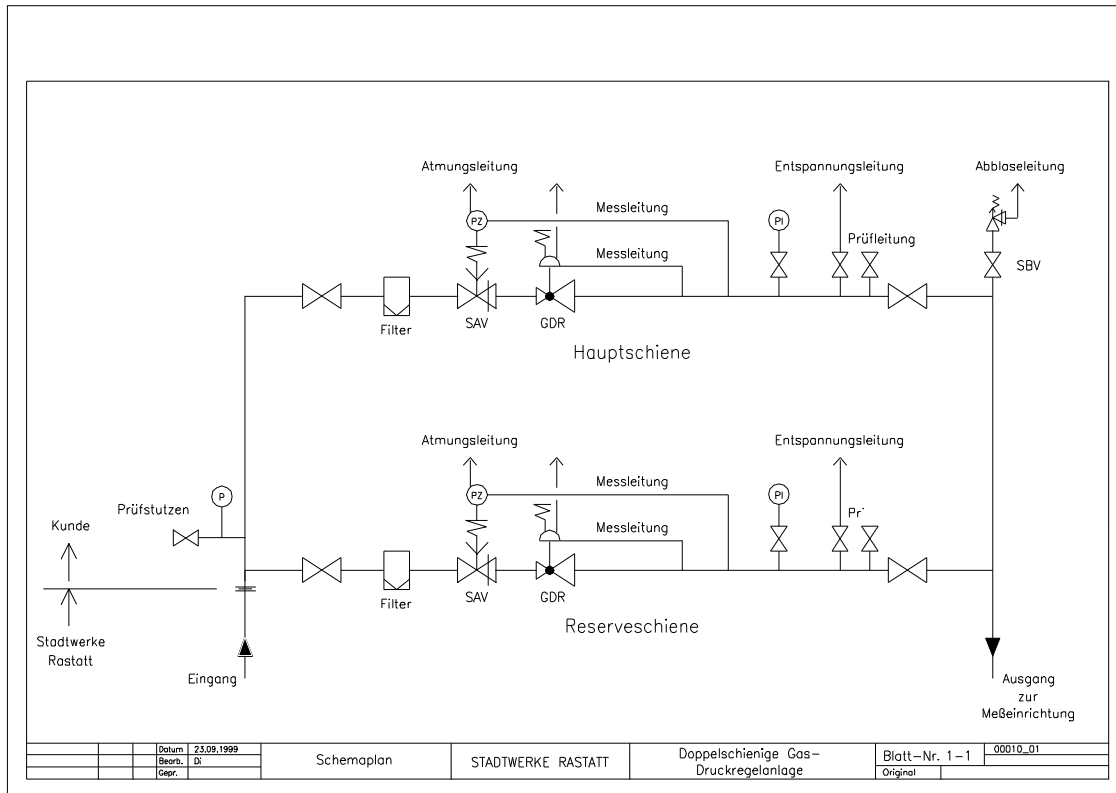 Atmungsleitung
Entspannungsleitung
Abblaseleitung
Messleitung
PZ
PI
Prüfleitung
Messleitung
SBV
Filter
SAV
GDR
Hauptschiene
Atmungsleitung
Entspannungsleitung
Messleitung
PZ
PI
P
Prüfstutzen
Pr
Kunde
Messleitung
Filter
SAV
GDR
Reserveschiene
Stadtwerke
Rastatt
Eingang
Ausgang
zur
Meßeinrichtung
Datum 23.09.1999
Bearb. Di
Gepr.
Schemaplan
STADTWERKE RASTATT
Doppelschienige Gas-
Druckregelanlage
Blatt-Nr. 1-1
Original
00010_01